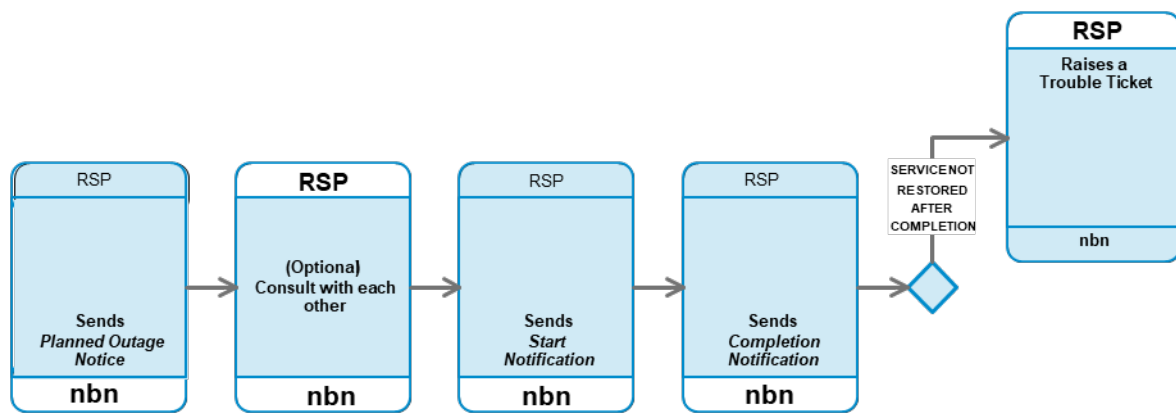 RSP
Sends
Planned Outage
Notice
nbn
RSP
(Optional)
Consult with each
other
nbn
RSP
Sends
Start
Notification
nbn
RSP
Sends
Completion
Notification
nbn
SERVICE NOT
RESTORED
AFTER
COMPLETION
RSP
Raises a
Trouble Ticket
nbn